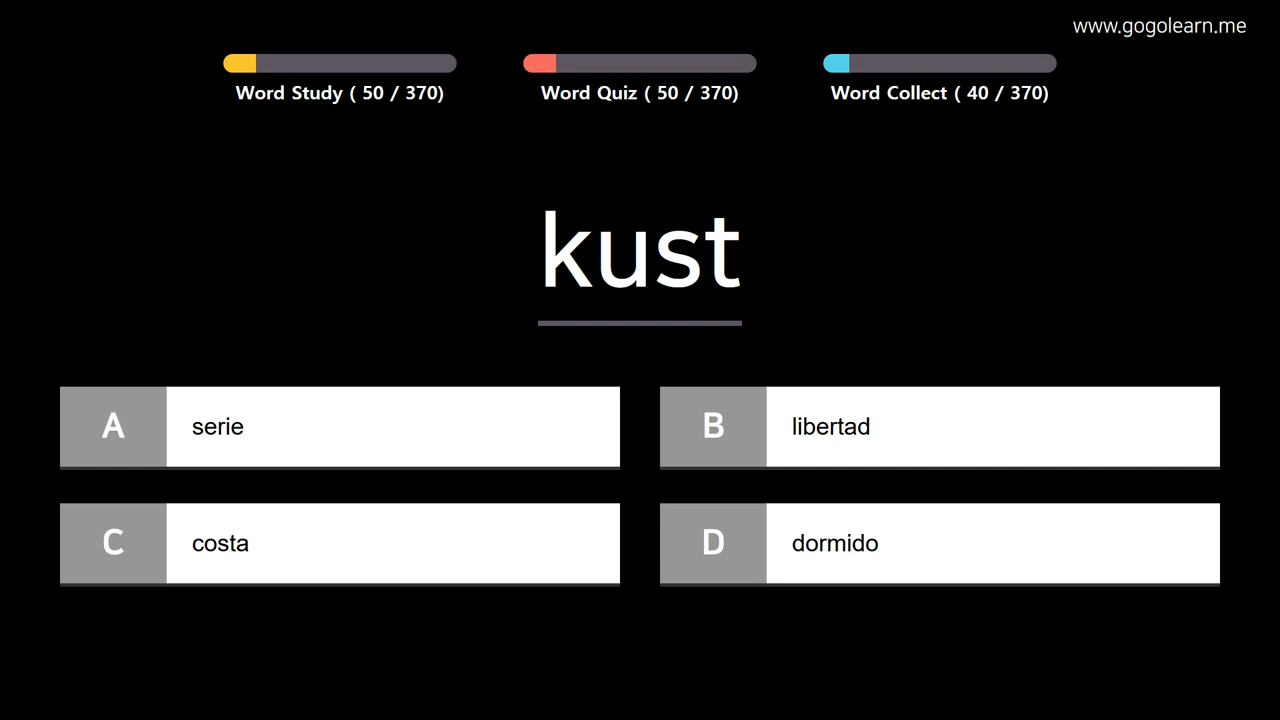 www.gogolearn.me
Word Study ( 50 / 370)
Word Quiz ( 50 / 370)
Word Collect ( 40 / 370)
kust
A serie
B libertad
C costa
D dormido